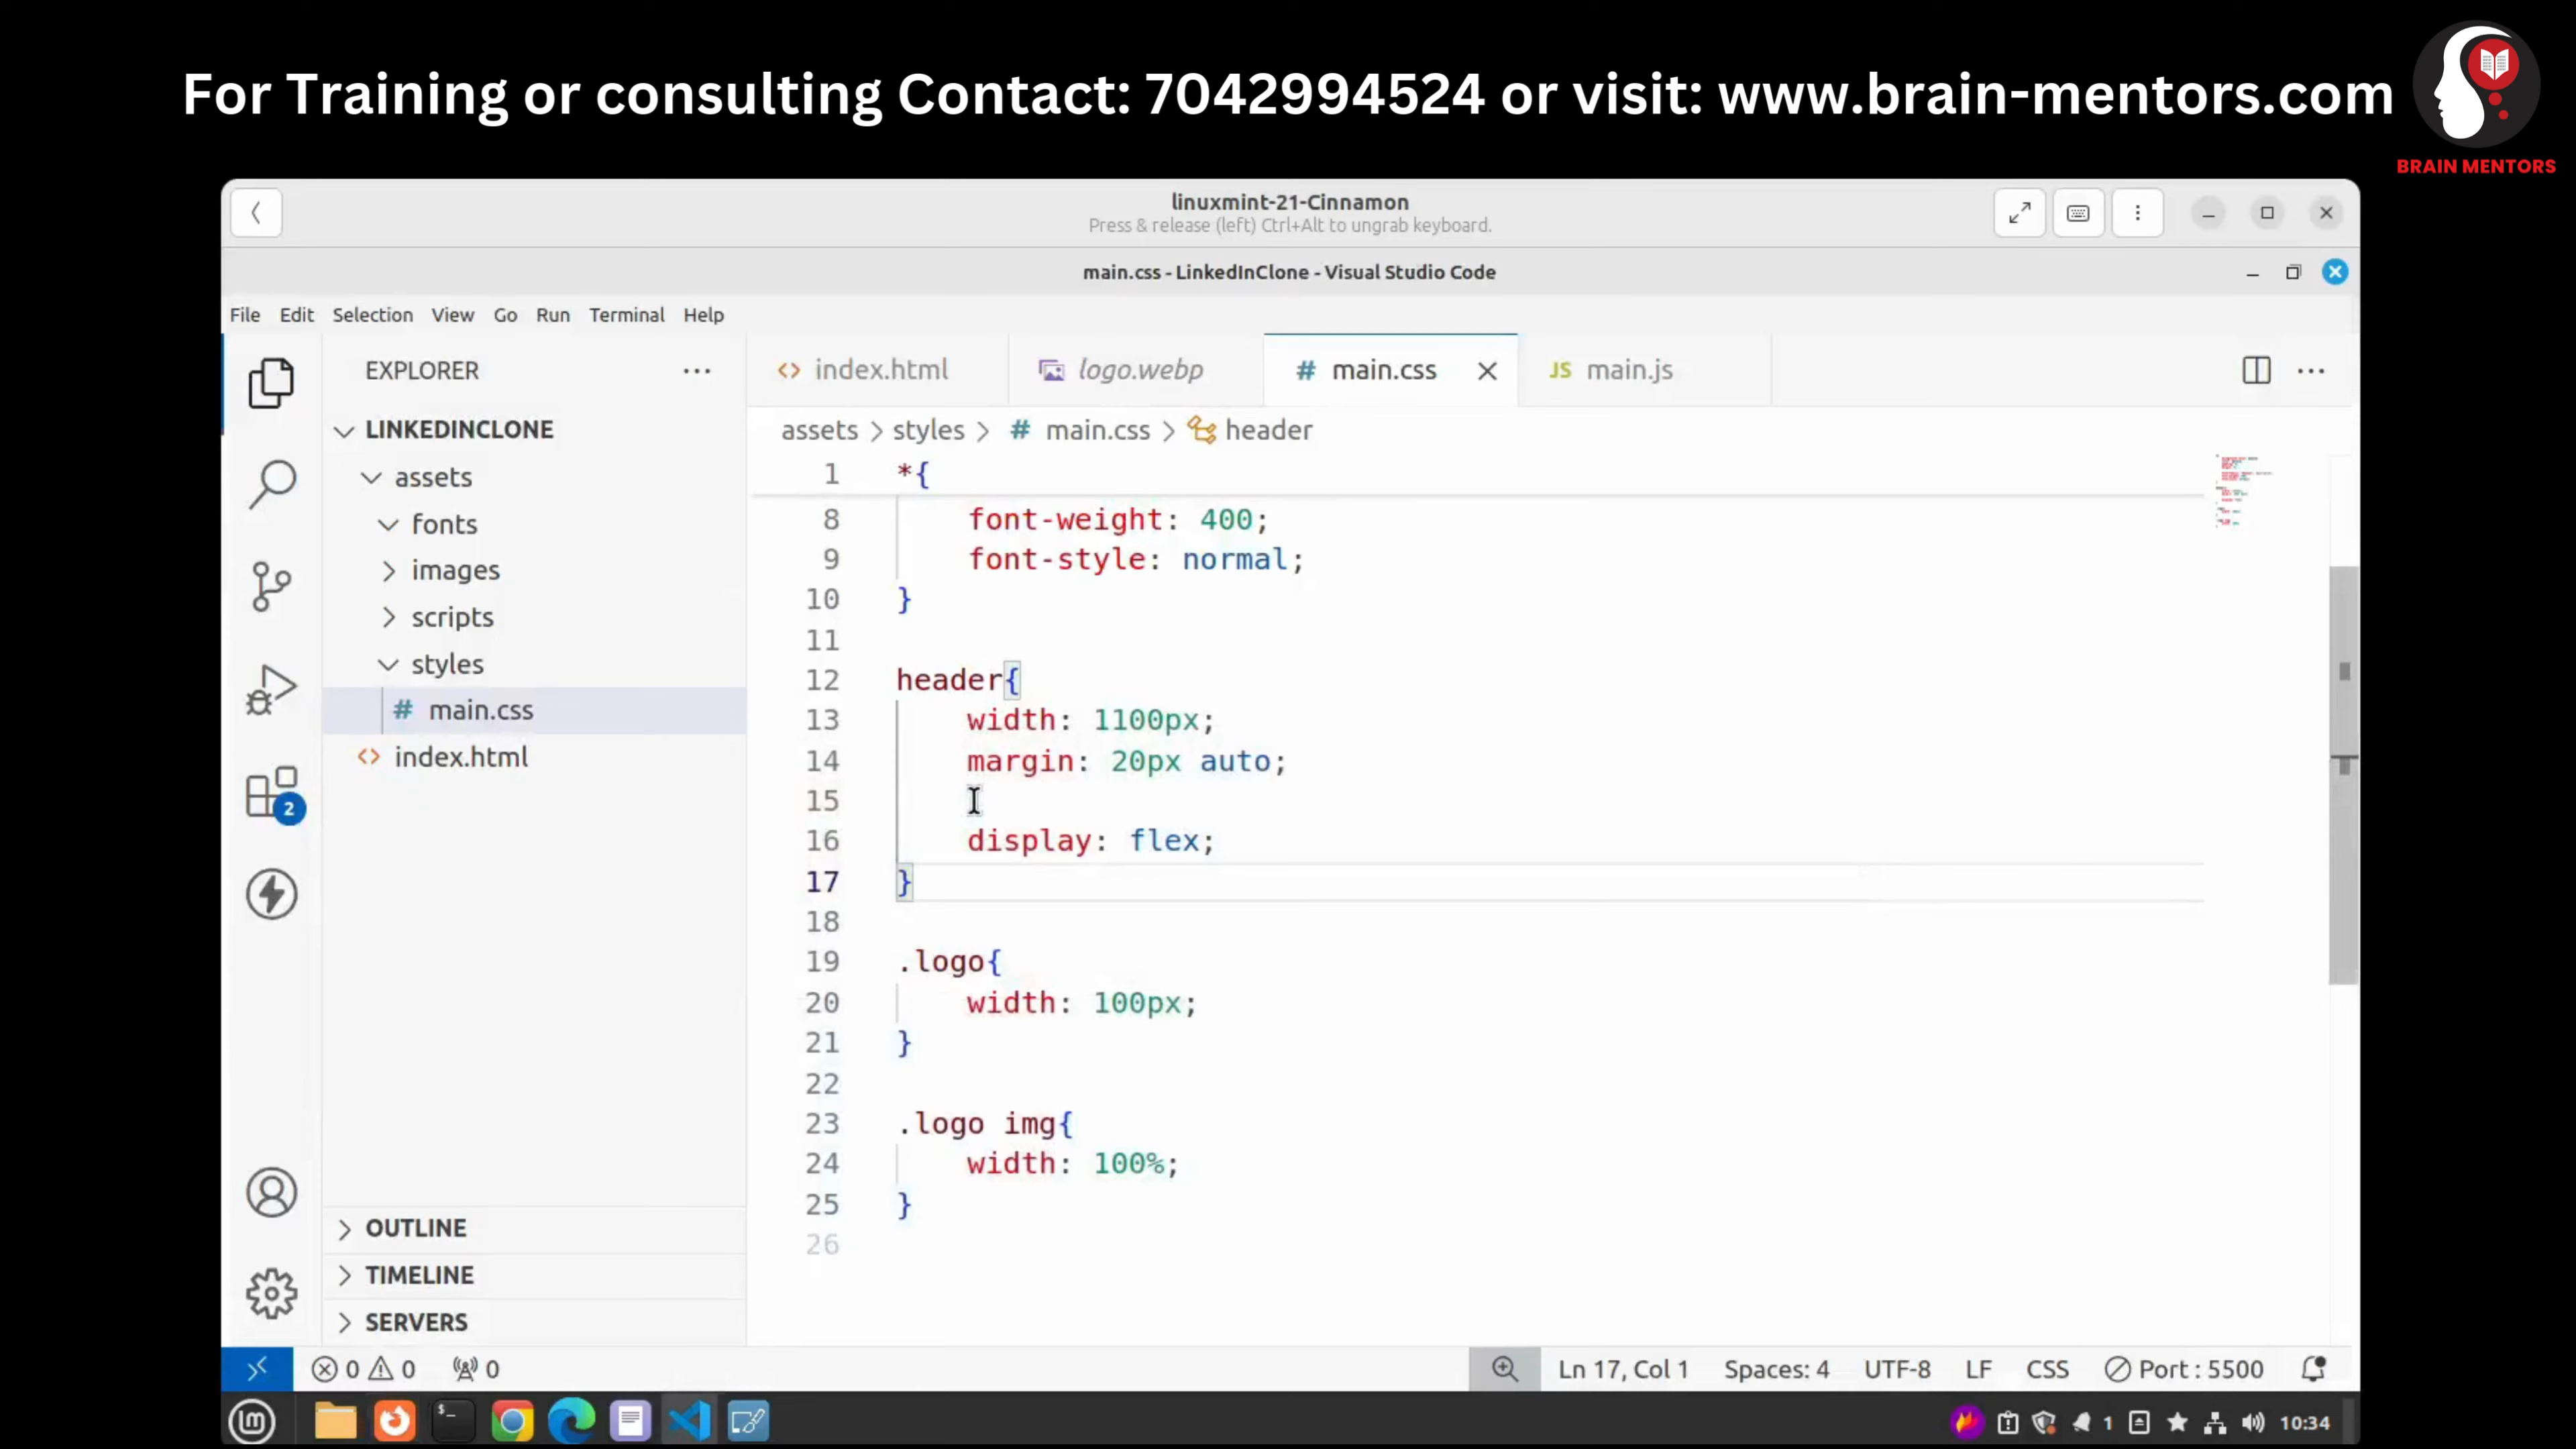 For Training or consulting Contact: 7042994524 or visit: www.brain-mentors.com
BRAIN MENTORS
linuxmint-21-Cinnamon
Press & release (left) Ctrl+Alt to ungrab keyboard.
main.css - LinkedInClone - Visual Studio Code
File Edit Selection View Go Run Terminal Help
EXPLORER
LINKEDINCLONE
assets
fonts
images
scripts
styles
# main.css
<> index.html
OUTLINE
TIMELINE
SERVERS
2
<> index.html
logo.webp
# main.css
JS main.js
assets > styles > # main.css > header
1 *{
8 font-weight: 400;
9 font-style: normal;
10 }
11
12 header{
13 width: 1100px;
14 margin: 20px auto;
15
16 display: flex;
17 }
18
19 .logo{
20 width: 100px;
21 }
22
23 .logo img{
24 width: 100%;
25 }
26
0 0 0 Ln 17, Col 1 Spaces: 4 UTF-8 LF CSS Port : 5500
1 10:34